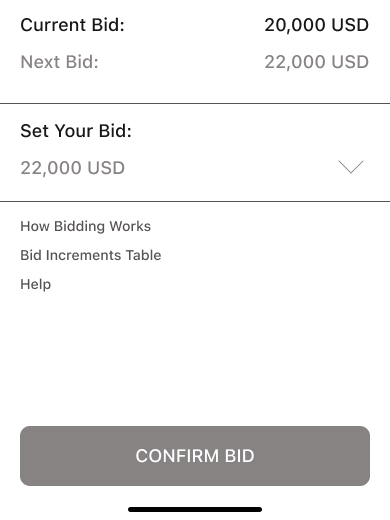 Current Bid: 20,000 USD
Next Bid: 22,000 USD
Set Your Bid:
22,000 USD
How Bidding Works
Bid Increments Table
Help
CONFIRM BID